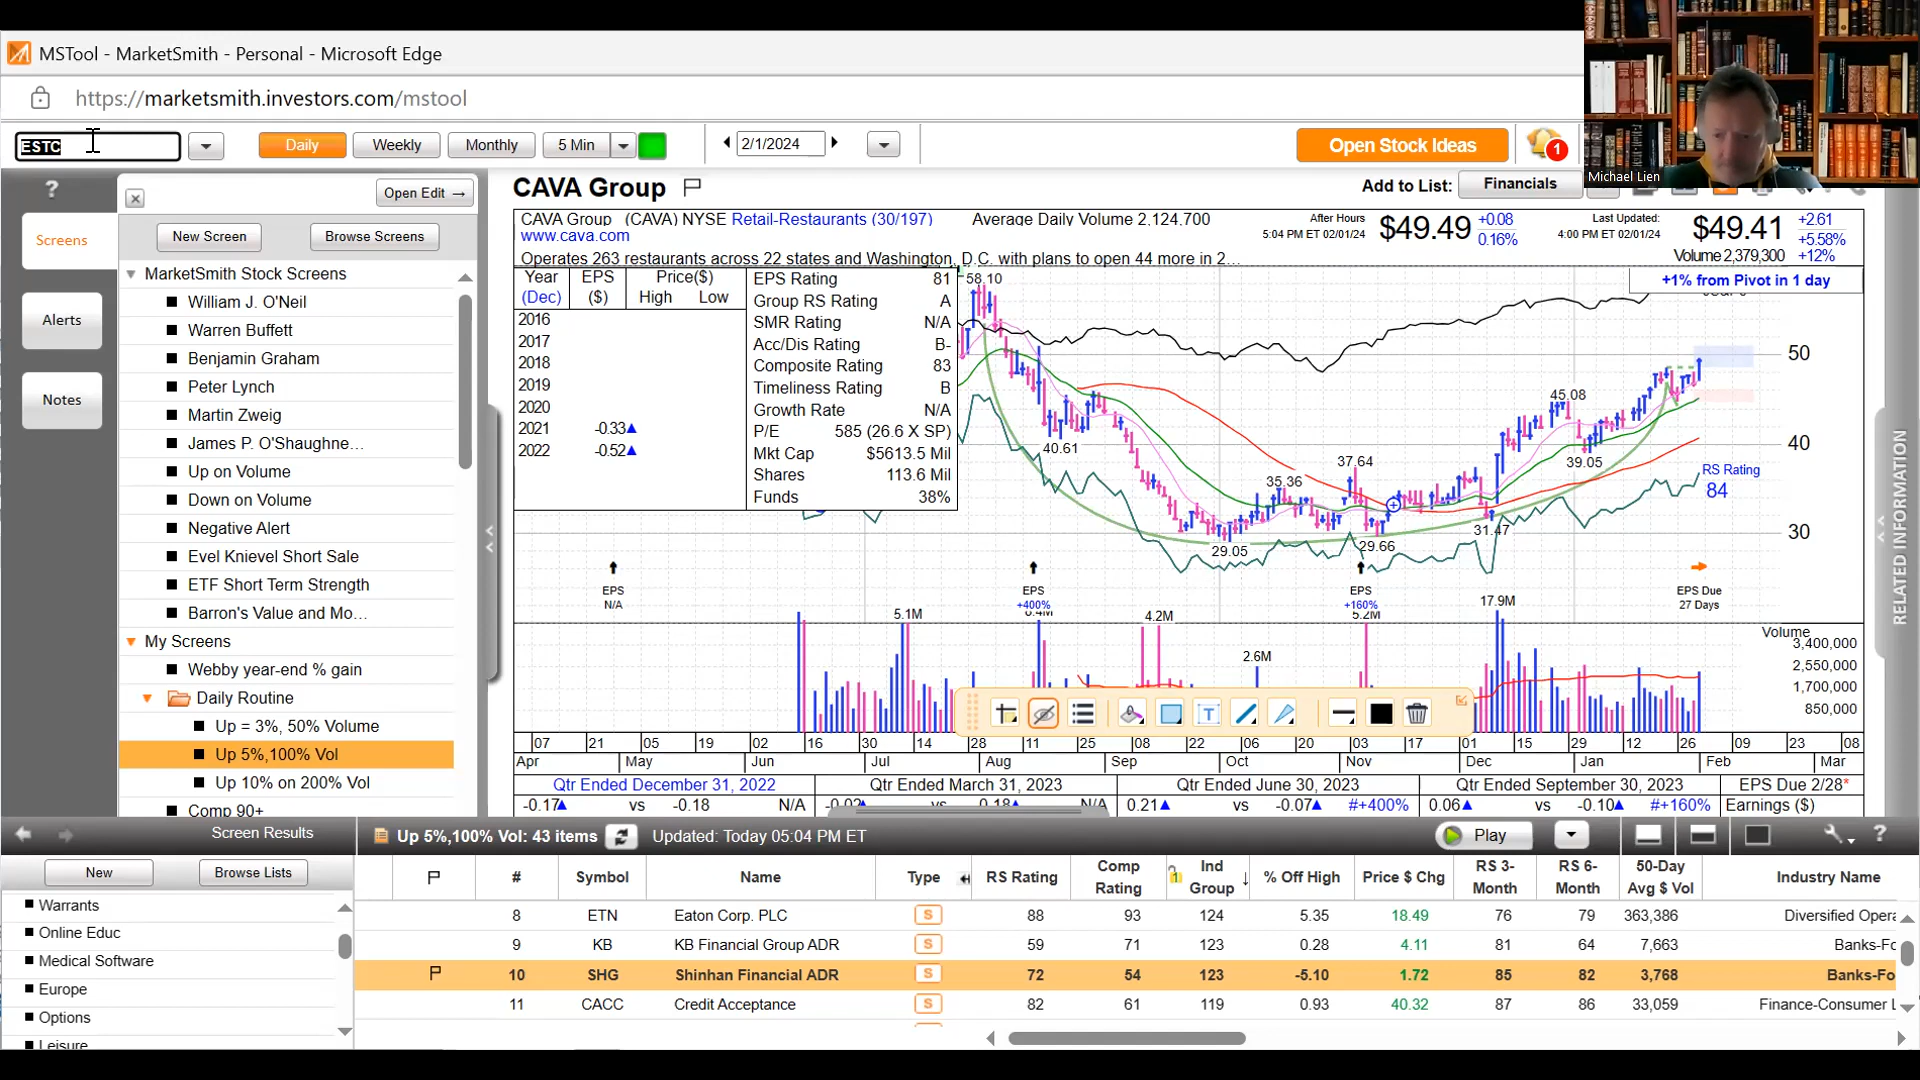 MSTool - MarketSmith - Personal - Microsoft Edge
https://marketsmith.investors.com/mstool
ESTC
Daily
Weekly
Monthly
5 Min
2/1/2024
Open Stock Ideas
1
Michael Lien
?
Screens
Alerts
Notes
Open Edit →
New Screen
Browse Screens
MarketSmith Stock Screens
William J. O'Neil
Warren Buffett
Benjamin Graham
Peter Lynch
Martin Zweig
James P. O'Shaughne...
Up on Volume
Down on Volume
Negative Alert
Evel Knievel Short Sale
ETF Short Term Strength
Barron's Value and Mo...
My Screens
Webby year-end % gain
Daily Routine
Up = 3%, 50% Volume
Up 5%,100% Vol
Up 10% on 200% Vol
Comp 90+
CAVA Group
Add to List: Financials
CAVA Group (CAVA) NYSE Retail-Restaurants (30/197) Average Daily Volume 2,124,700
www.cava.com
Operates 263 restaurants across 22 states and Washington, D.C. with plans to open 44 more in 2...
After Hours
5:04 PM ET 02/01/24
$49.49
+0.08
0.16%
Last Updated:
4:00 PM ET 02/01/24
$49.41
+2.61
+5.58%
Volume 2,379,300
+12%
+1% from Pivot in 1 day
Year EPS Price($)
(Dec) ($) High Low
2016
2017
2018
2019
2020
2021 -0.33
2022 -0.52
EPS Rating 81
Group RS Rating A
SMR Rating N/A
Acc/Dis Rating B-
Composite Rating 83
Timeliness Rating B
Growth Rate N/A
P/E 585 (26.6 X SP)
Mkt Cap $5613.5 Mil
Shares 113.6 Mil
Funds 38%
58.10
40.61
29.05
35.36
37.64
29.66
31.47
45.08
39.05
50
40
30
RS Rating
84
EPS
N/A
EPS
+400%
EPS
+160%
EPS Due
27 Days
5.1M
4.2M
2.6M
5.2M
17.9M
Volume
3,400,000
2,550,000
1,700,000
850,000
07 21 05 19 02 16 30 14 28 11 25 08 22 06 20 03 17 01 15 29 12 26 09 23 08
Apr May Jun Jul Aug Sep Oct Nov Dec Jan Feb Mar
Qtr Ended December 31, 2022 Qtr Ended March 31, 2023 Qtr Ended June 30, 2023 Qtr Ended September 30, 2023 EPS Due 2/28*
-0.17 vs -0.18 N/A -0.02 0.18 N/A 0.21 vs -0.07 #+400% 0.06 vs -0.10 #+160% Earnings ($)
RELATED INFORMATION
Screen Results
Up 5%,100% Vol: 43 items
Updated: Today 05:04 PM ET
Play
?
New
Browse Lists
Warrants
Online Educ
Medical Software
Europe
Options
Leisure
# Symbol Name Type RS Rating Comp Rating Ind Group % Off High Price $ Chg RS 3-Month RS 6-Month 50-Day Avg $ Vol Industry Name
8 ETN Eaton Corp. PLC S 88 93 124 5.35 18.49 76 79 363,386 Diversified Opera
9 KB KB Financial Group ADR S 59 71 123 0.28 4.11 81 64 7,663 Banks-Fo
10 SHG Shinhan Financial ADR S 72 54 123 -5.10 1.72 85 82 3,768 Banks-Fo
11 CACC Credit Acceptance S 82 61 119 0.93 40.32 87 86 33,059 Finance-Consumer L